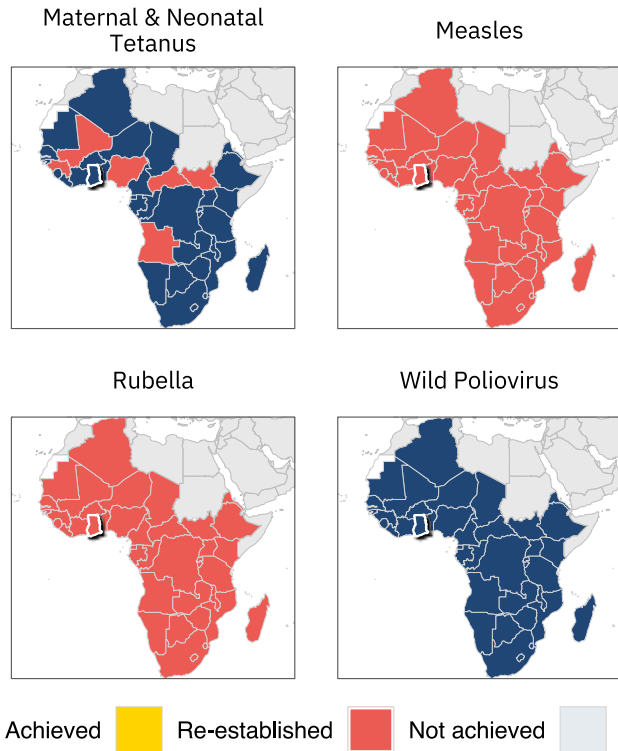 Maternal & Neonatal
Tetanus
Measles
Rubella
Wild Poliovirus
Achieved
Re-established
Not achieved